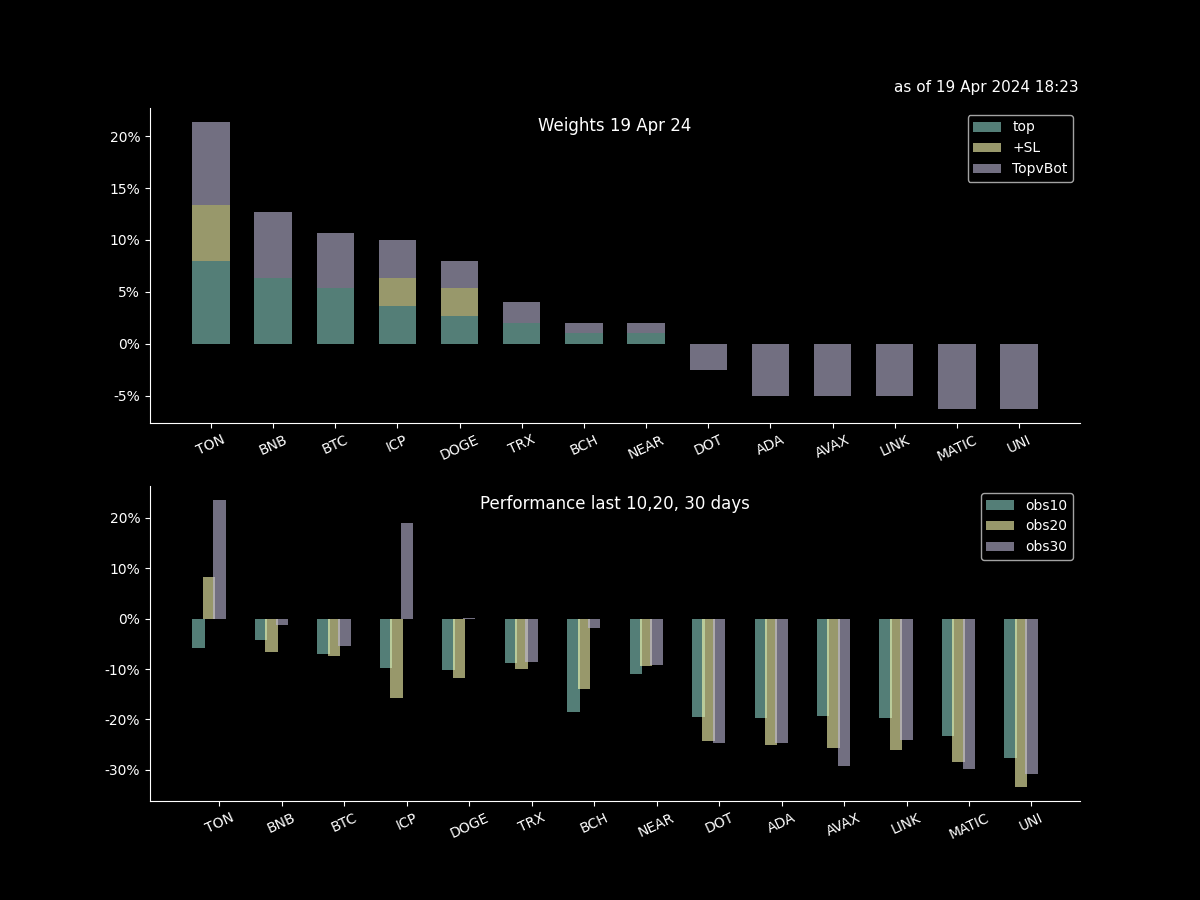 as of 19 Apr 2024 18:23
Weights 19 Apr 24
top
+SL
TopvBot
20%
15%
10%
5%
0%
-5%
TON BNB BTC ICP DOGE TRX BCH NEAR DOT ADA AVAX LINK MATIC UNI
Performance last 10,20, 30 days
obs10
obs20
obs30
20%
10%
0%
-10%
-20%
-30%
TON BNB BTC ICP DOGE TRX BCH NEAR DOT ADA AVAX LINK MATIC UNI